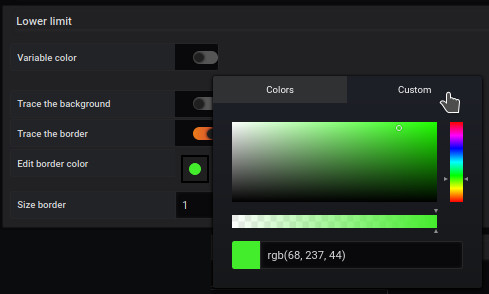 Lower limit
Variable color
Colors
Custom
Trace the background
Trace the border
Edit border color
Size border
1
rgb(68, 237, 44)